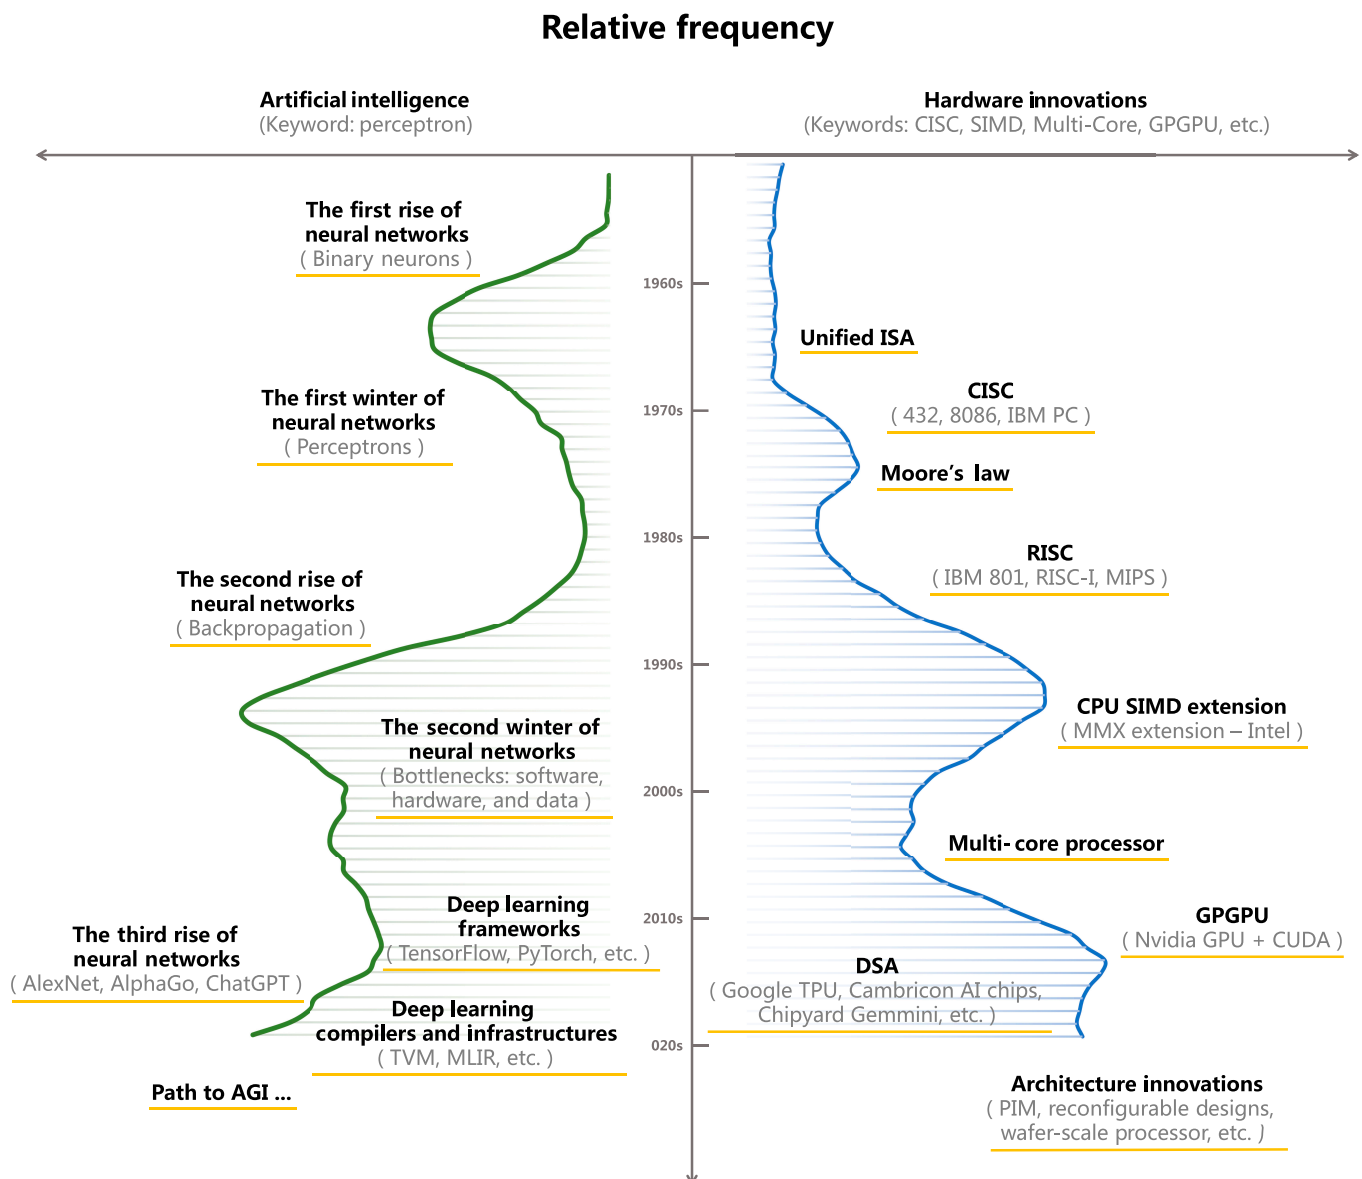 Relative frequency
Artificial intelligence
(Keyword: perceptron)
Hardware innovations
(Keywords: CISC, SIMD, Multi-Core, GPGPU, etc.)
The first rise of
neural networks
( Binary neurons )
The first winter of
neural networks
( Perceptrons )
The second rise of
neural networks
( Backpropagation )
The second winter of
neural networks
( Bottlenecks: software,
hardware, and data )
Deep learning
frameworks
( TensorFlow, PyTorch, etc. )
The third rise of
neural networks
( AlexNet, AlphaGo, ChatGPT )
Deep learning
compilers and infrastructures
( TVM, MLIR, etc. )
Path to AGI ...
1960s
1970s
1980s
1990s
2000s
2010s
020s
Unified ISA
CISC
( 432, 8086, IBM PC )
Moore's law
RISC
( IBM 801, RISC-I, MIPS )
CPU SIMD extension
( MMX extension – Intel )
Multi- core processor
GPGPU
( Nvidia GPU + CUDA )
DSA
( Google TPU, Cambricon AI chips,
Chipyard Gemmini, etc. )
Architecture innovations
( PIM, reconfigurable designs,
wafer-scale processor, etc. )